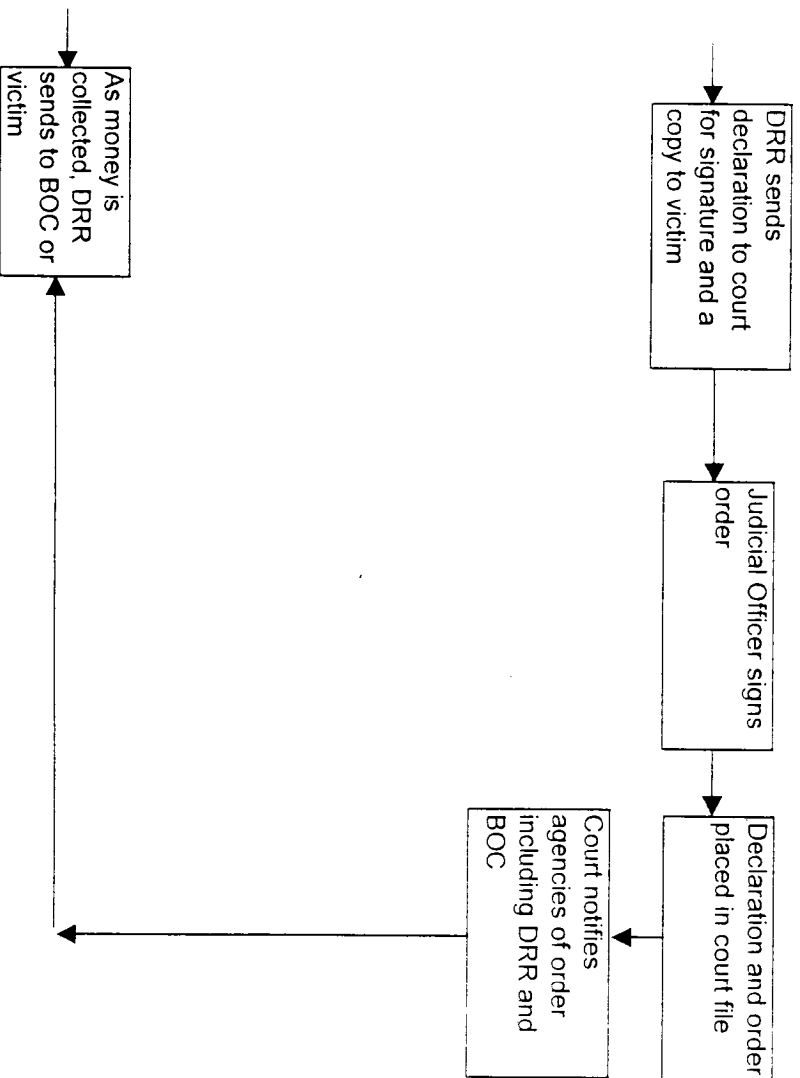 DRR sends
declaration to court
for signature and a
copy to victim
Judicial Officer signs
order
Declaration and order
placed in court file
Court notifies
agencies of order
including DRR and
BOC
As money is
collected, DRR
sends to BOC or
victim